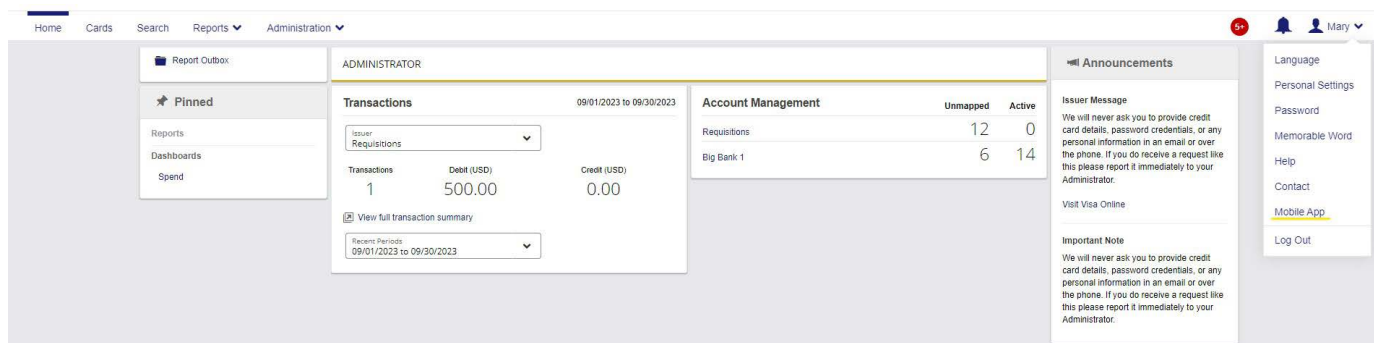 Home Cards Search Reports Administration 5+ Mary
Report Outbox
Pinned
Reports
Dashboards
Spend
ADMINISTRATOR
Transactions 09/01/2023 to 09/30/2023
Issuer
Requisitions
Transactions Debit (USD) Credit (USD)
1 500.00 0.00
View full transaction summary
Recent Periods
09/01/2023 to 09/30/2023
Account Management Unmapped Active
Requisitions 12 0
Big Bank 1 6 14
Announcements
Issuer Message
We will never ask you to provide credit
card details, password credentials, or any
personal information in an email or over
the phone. If you do receive a request like
this please report it immediately to your
Administrator.
Visit Visa Online
Important Note
We will never ask you to provide credit
card details, password credentials, or any
personal information in an email or over
the phone. If you do receive a request like
this please report it immediately to your
Administrator.
Language
Personal Settings
Password
Memorable Word
Help
Contact
Mobile App
Log Out